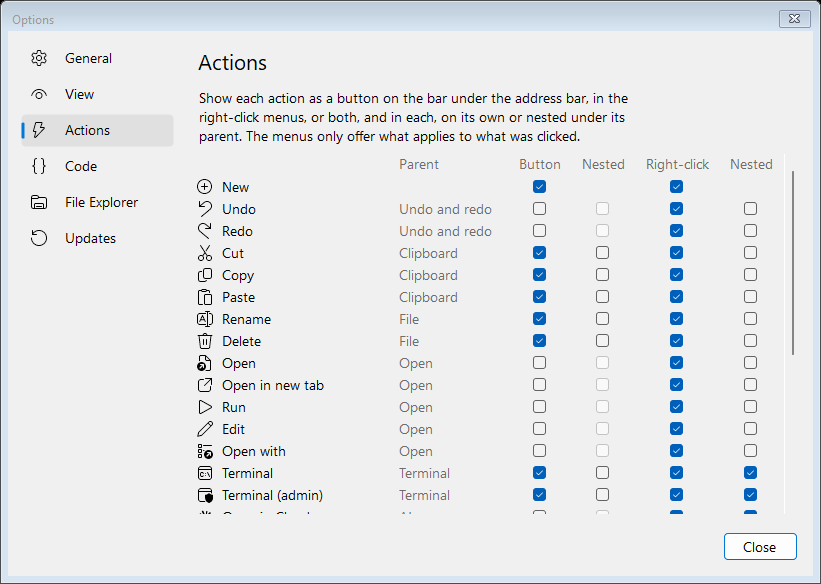 Options
General
View
Actions
Code
File Explorer
Updates
Actions
Show each action as a button on the bar under the address bar, in the
right-click menus, or both, and in each, on its own or nested under its
parent. The menus only offer what applies to what was clicked.
Parent Button Nested Right-click Nested
New
Undo Undo and redo
Redo Undo and redo
Cut Clipboard
Copy Clipboard
Paste Clipboard
Rename File
Delete File
Open Open
Open in new tab Open
Run Open
Edit Open
Open with Open
Terminal Terminal
Terminal (admin) Terminal
Close